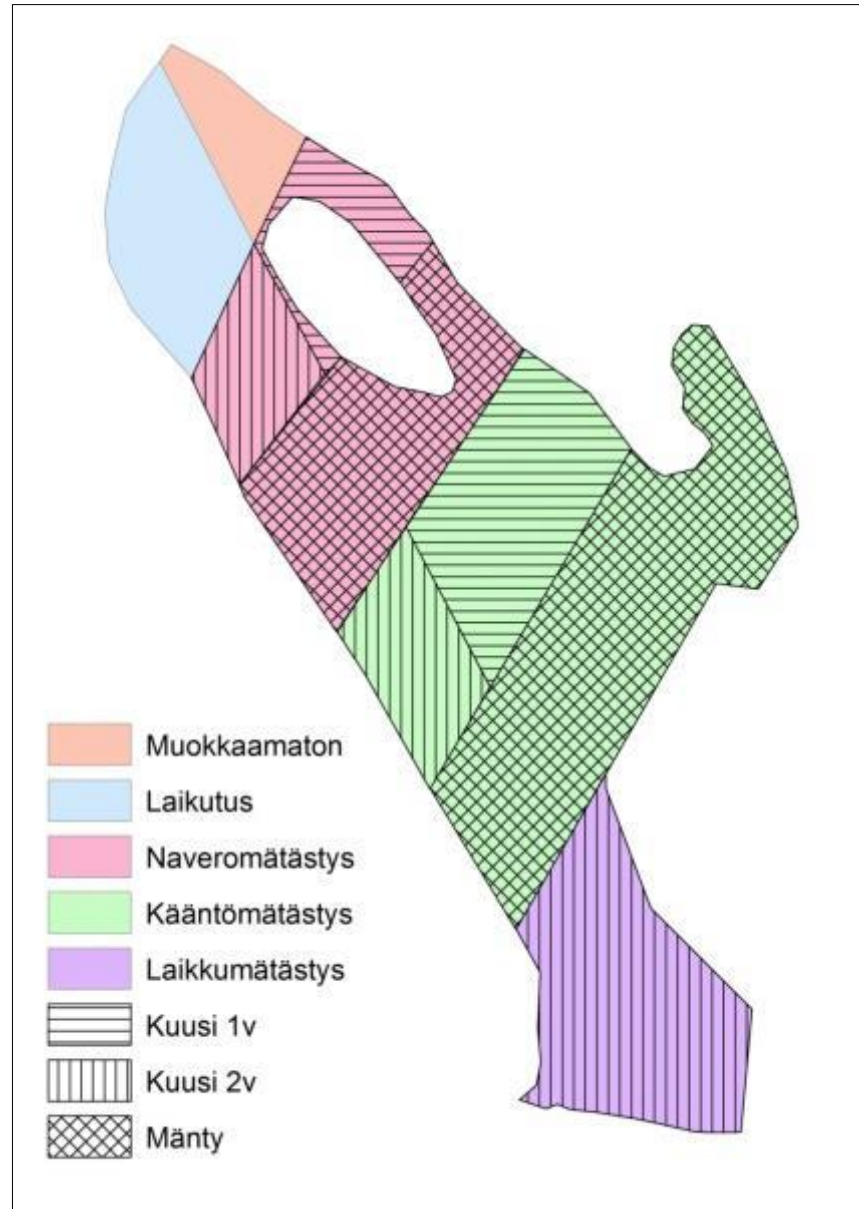 Muokkaamaton
Laikutus
Naveromätästys
Kääntömätästys
Laikkumätästys
Kuusi 1v
Kuusi 2v
Mänty